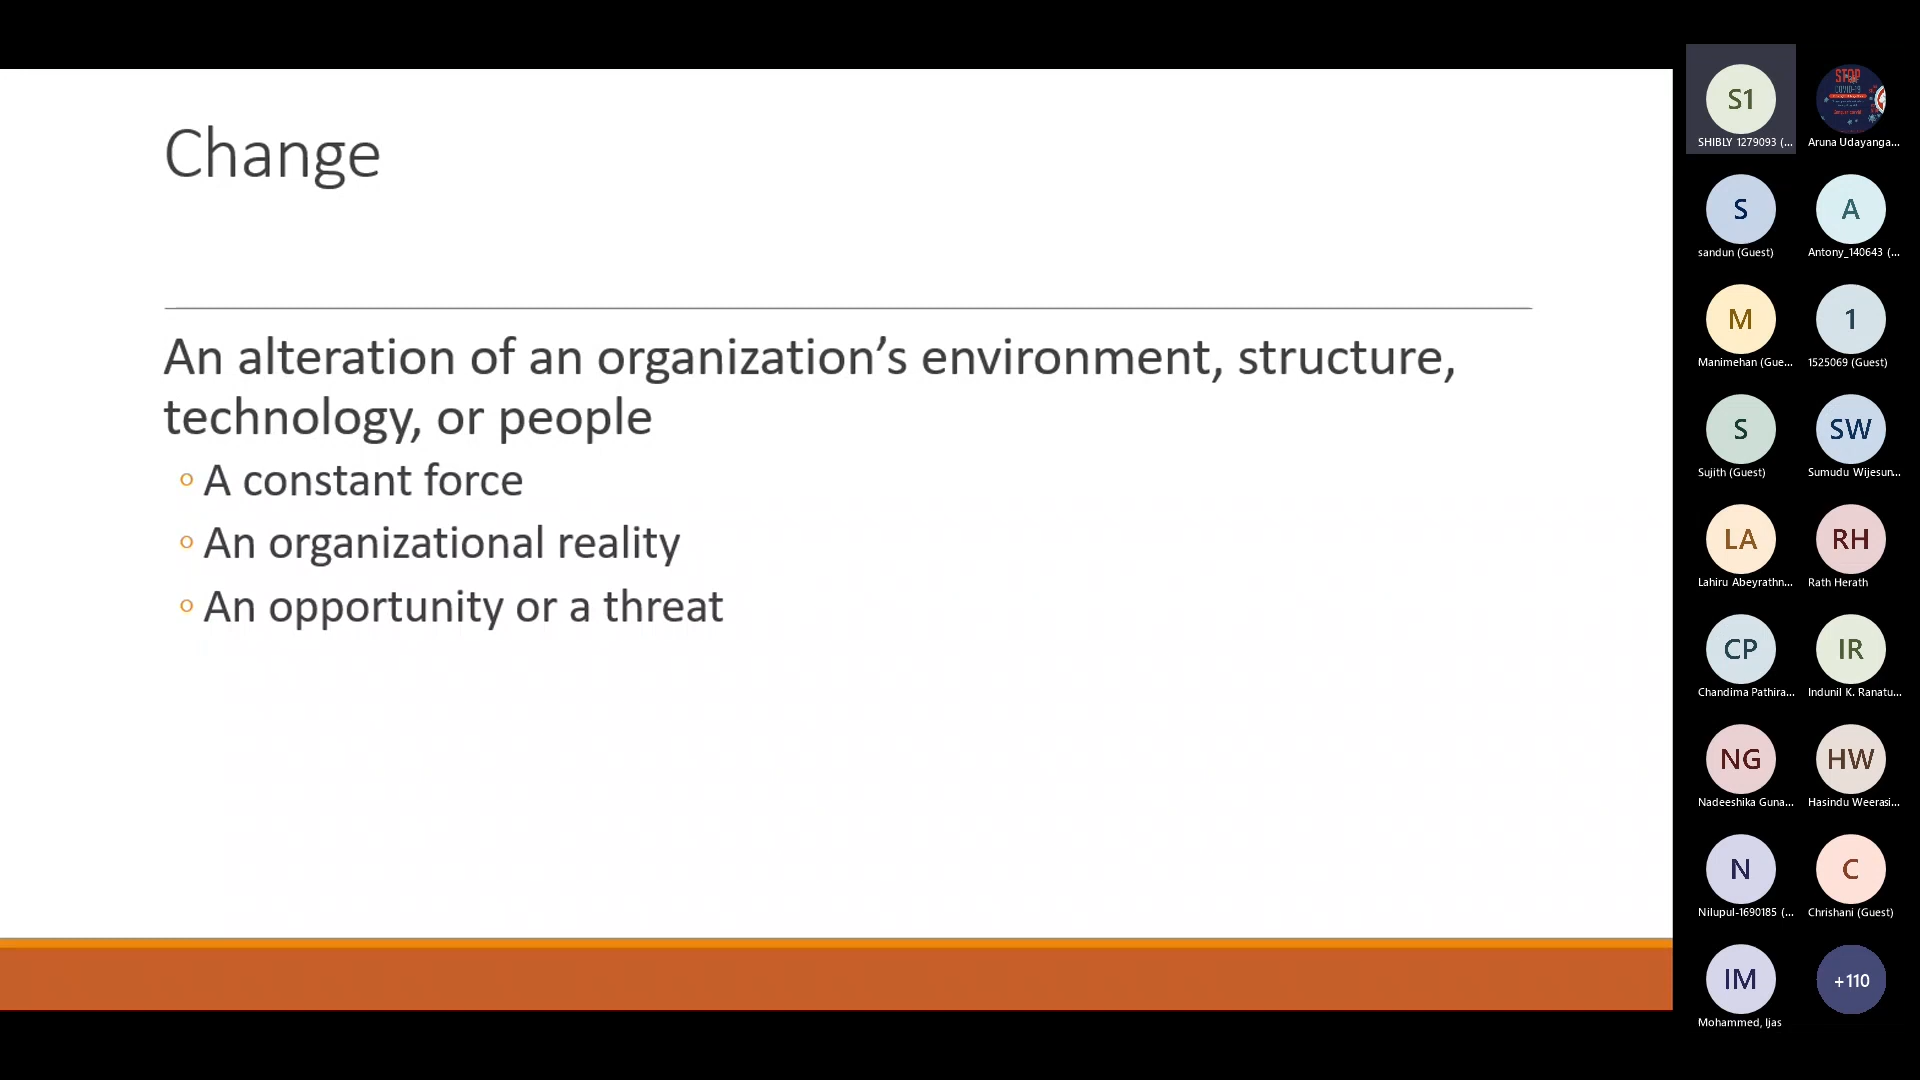 Change
An alteration of an organization’s environment, structure,
technology, or people
A constant force
An organizational reality
An opportunity or a threat
S1
SHIBLY 1279093 (...
STOP
COVID-19
Aruna Udayanga...
S
sandun (Guest)
A
Antony_140643 (...
M
Manimehan (Gue...
1
1525069 (Guest)
S
Sujith (Guest)
SW
Sumudu Wijesun...
LA
Lahiru Abeyrathn...
RH
Rath Herath
CP
Chandima Pathira...
IR
Indunil K. Ranatu...
NG
Nadeeshika Guna...
HW
Hasindu Weerasi...
N
Nilupul-1690185 (...
C
Chrishani (Guest)
IM
Mohammed, Ijas
+110